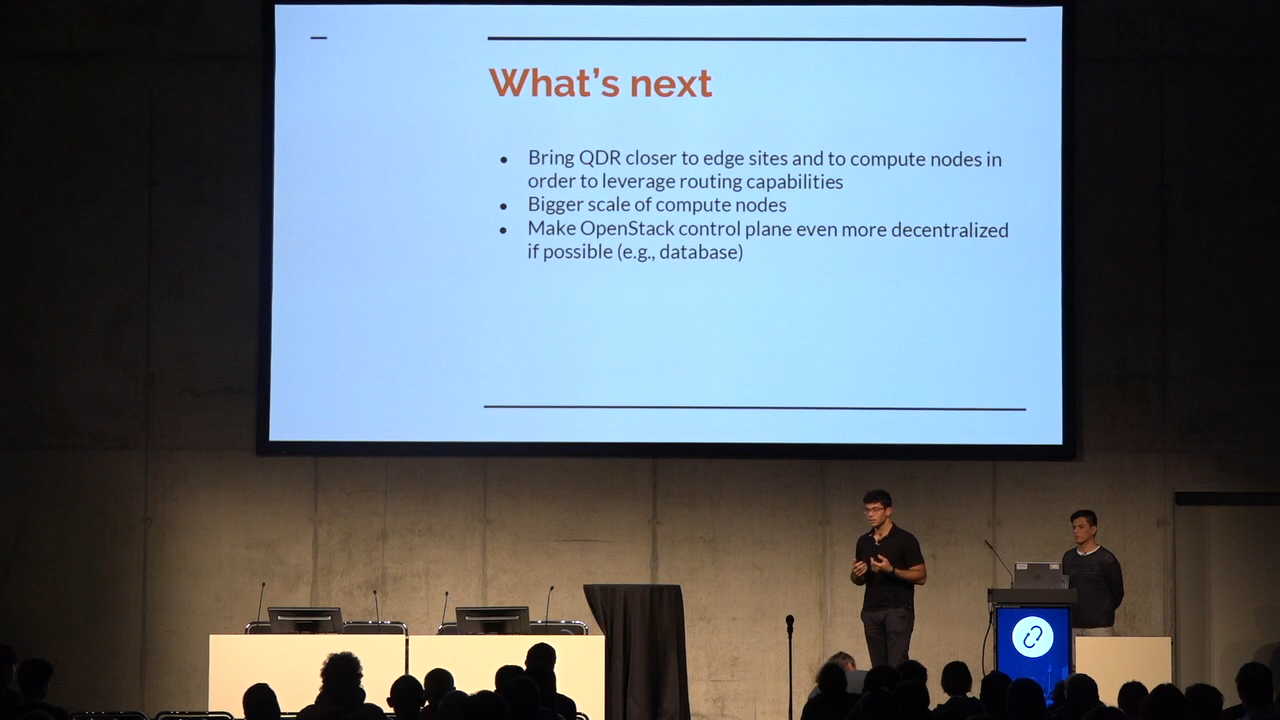 What's next
• Bring QDR closer to edge sites and to compute nodes in
order to leverage routing capabilities
• Bigger scale of compute nodes
• Make OpenStack control plane even more decentralized
if possible (e.g., database)